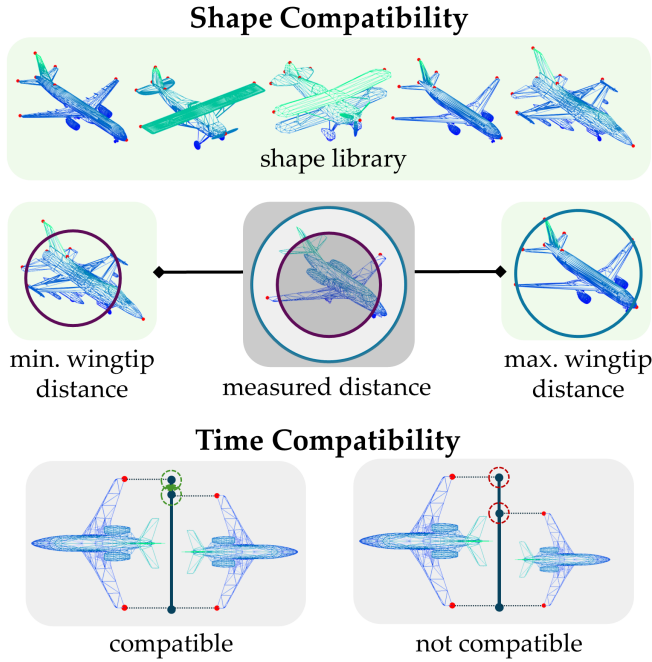 Shape Compatibility
shape library
min. wingtip
distance
measured distance
max. wingtip
distance
Time Compatibility
compatible
not compatible